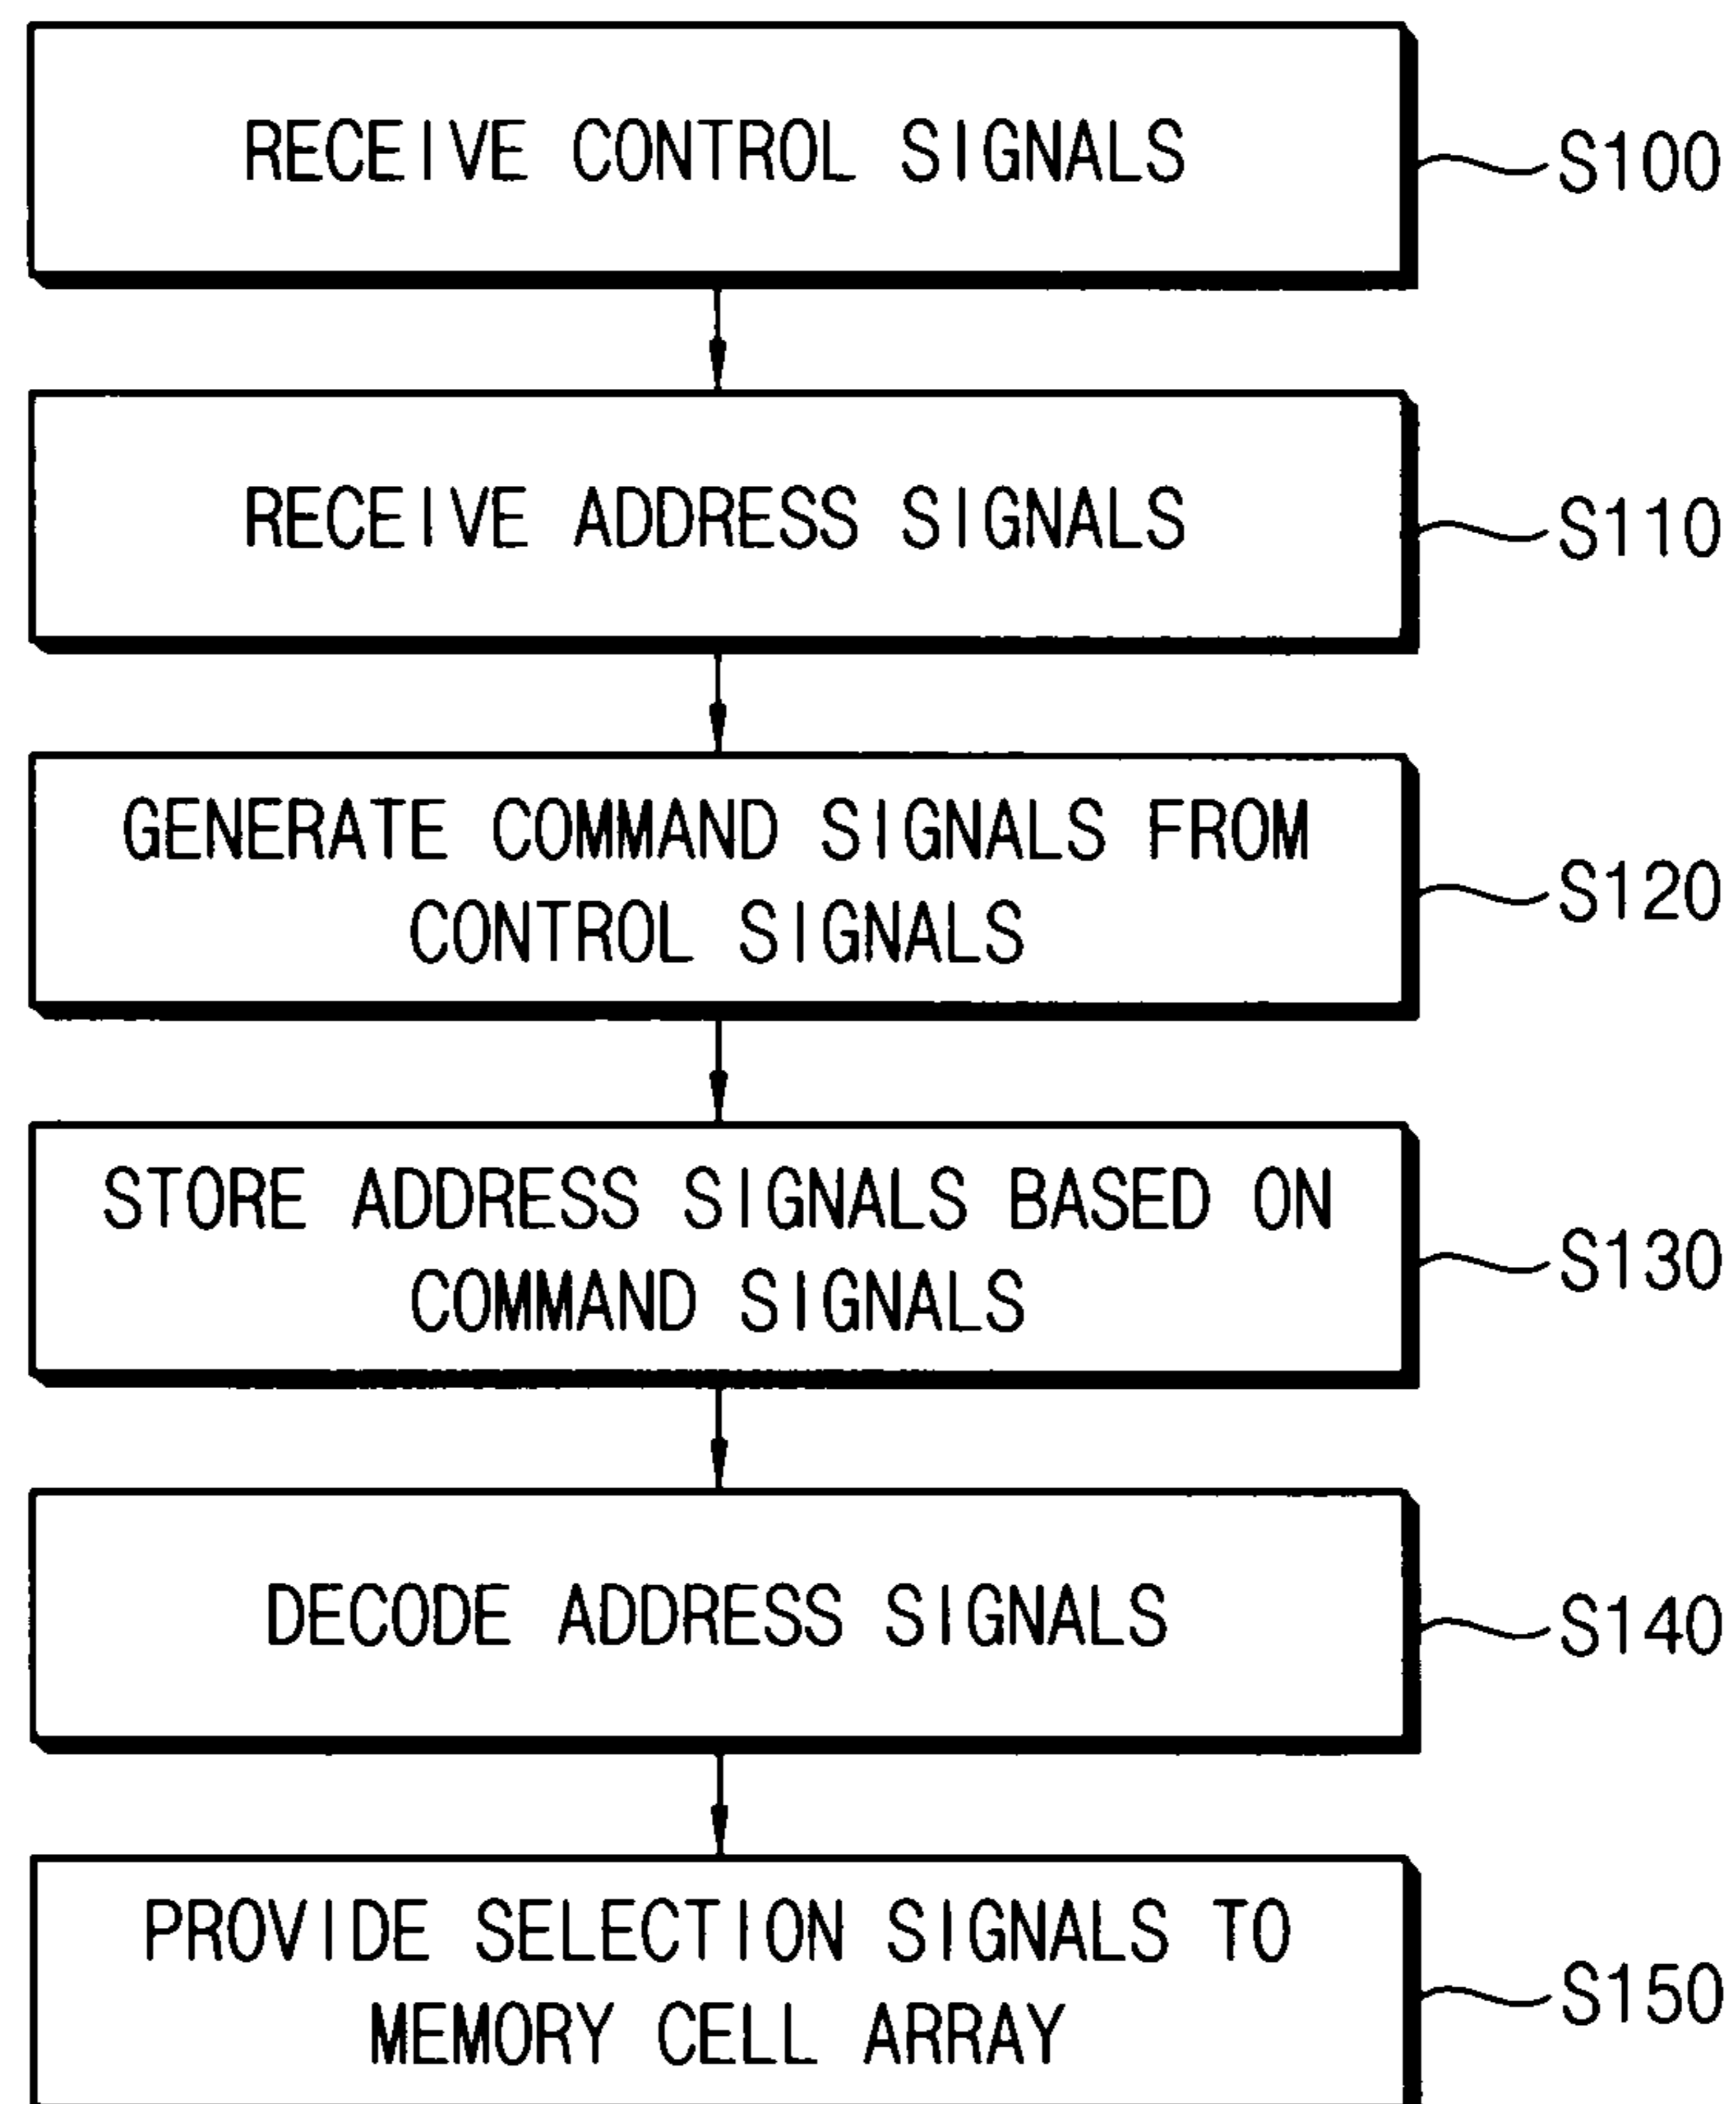 RECEIVE CONTROL SIGNALS
S100
RECEIVE ADDRESS SIGNALS
S110
GENERATE COMMAND SIGNALS FROM
CONTROL SIGNALS
S120
STORE ADDRESS SIGNALS BASED ON
COMMAND SIGNALS
S130
DECODE ADDRESS SIGNALS
S140
PROVIDE SELECTION SIGNALS TO
MEMORY CELL ARRAY
S150